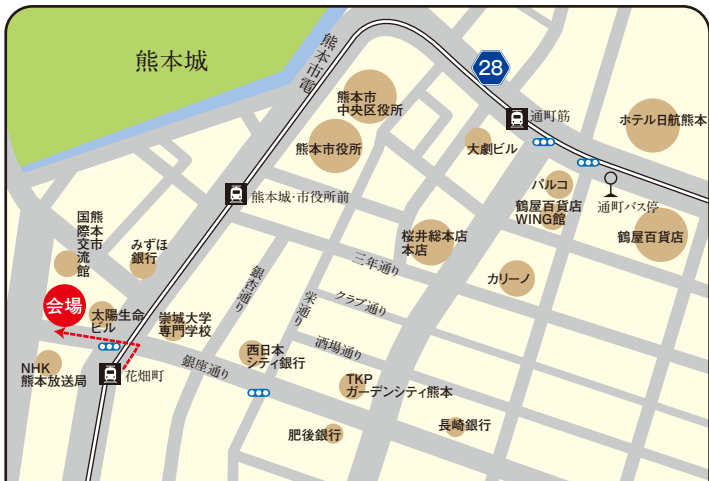 熊本城
熊本市電
28
熊本市
中央区役所
通町筋
ホテル日航熊本
熊本市役所
大劇ビル
パルコ
熊本城・市役所前
鶴屋百貨店
WING館
通町バス停
鶴屋百貨店
国際交流館
熊本市
みずほ
銀行
桜井総本店
本店
三年坂通り
カリーノ
銀杏通り
栄通り
クラブ通り
会場
太陽生命
ビル
崇城大学
専門学校
酒場通り
西日本
シティ銀行
銀座通り
NHK
熊本放送局
花畑町
TKP
ガーデンシティ熊本
肥後銀行
長崎銀行